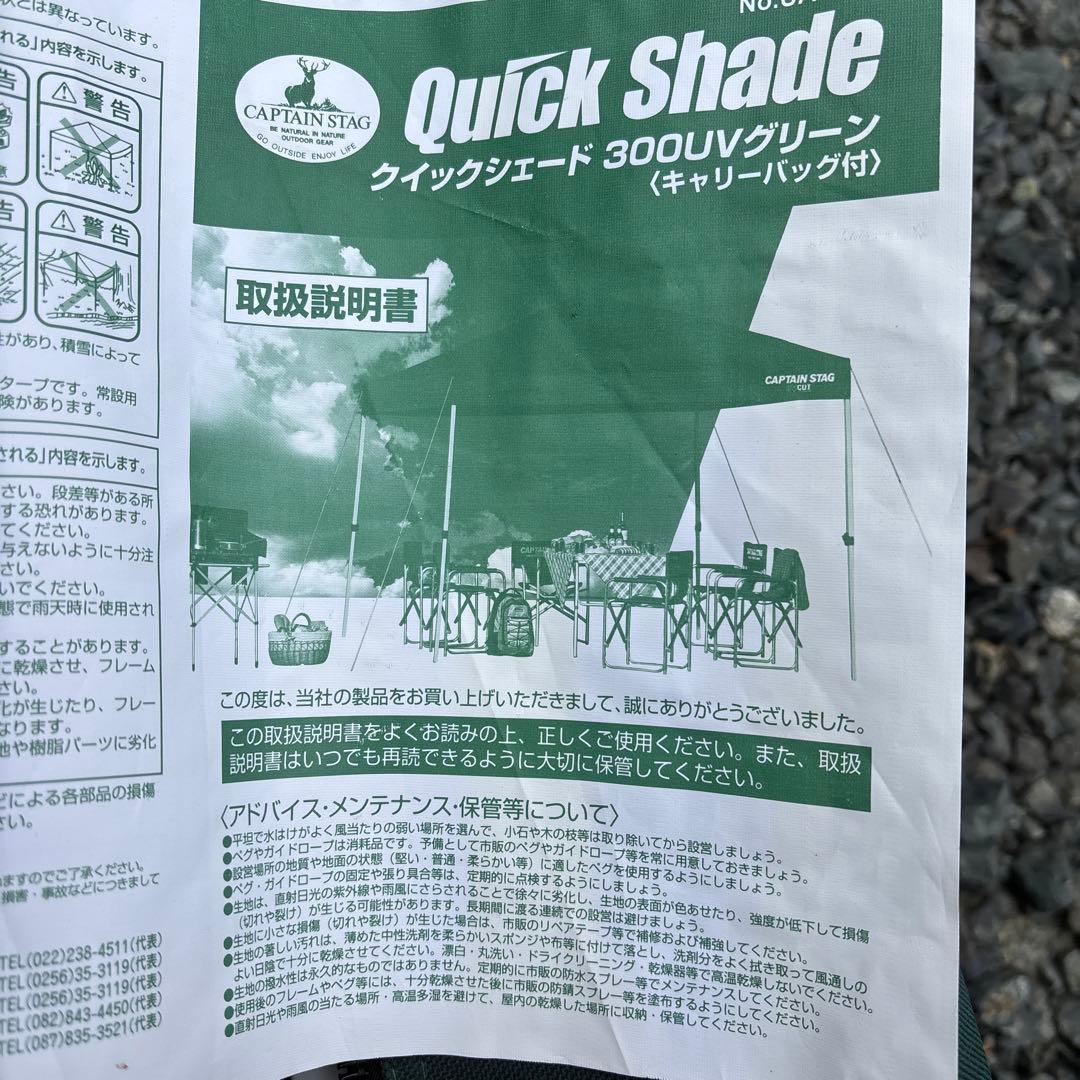 状とは異なっています。
れる」内容を示します。
告
警告
告
警告
性があり、積雪によって
タープです。常設用
険があります。
される」内容を示します。
さい。段差等がある所
する恐れがあります。
てください。
与えないように十分注
さい。
いでください。
態で雨天時に使用され
することがあります。
に乾燥させ、フレーム
さい。
化が生じたり、フレー
なります。
地や樹脂パーツに劣化
どによる各部品の損傷
さい。
ますのでご了承ください。
損害・事故などにつきまして
TEL(022)238-4511(代表)
TEL(0256)35-3119(代表)
TEL(0256)35-3119(代表)
TEL(082)843-4450(代表)
TEL(087)835-3521(代表)
CAPTAIN STAG
BE NATURAL IN NATURE
OUTDOOR GEAR
GO OUTSIDE ENJOY LIFE
Quick Shade
クイックシェード 300UVグリーン
〈キャリーバッグ付〉
取扱説明書
CAPTAIN STAG
CUT
この度は、当社の製品をお買い上げいただきまして、誠にありがとうございました。
この取扱説明書をよくお読みの上、正しくご使用ください。また、取扱
説明書はいつでも再読できるように大切に保管してください。
〈アドバイス・メンテナンス・保管等について〉
●平坦で水はけがよく風当たりの弱い場所を選んで、小石や木の枝等は取り除いてから設営しましょう。
●ペグやガイドロープは消耗品です。予備として市販のペグやガイドロープ等を常に用意しておきましょう。
●設営場所の地質や地面の状態（堅い・普通・柔らかい等）に適したペグを使用するようにしましょう。
●ペグ・ガイドロープの固定や張り具合等は、定期的に点検するようにしましょう。
●生地は、直射日光の紫外線や風雨にさらされることで徐々に劣化し、生地の表面が色あせたり、強度が低下して損傷
（切れや裂け）が生じる可能性があります。長期間に渡る連続での設営は避けましょう。
●生地に小さな損傷（切れや裂け）が生じた場合は、市販のリペアテープ等で補修および補強してください。
●生地の著しい汚れは、薄めた中性洗剤を柔らかいスポンジや布等に付けて落とし、洗剤分をよく拭き取って風通しの
よい日陰で十分に乾燥させてください。漂白・丸洗い・ドライクリーニング・乾燥器等で高温乾燥しないでください。
●生地の撥水性は永久的なものではありません。定期的に市販の防水スプレー等でメンテナンスしてください。
●使用後のフレームやペグ等には、十分乾燥させた後に市販の防錆スプレー等を塗布するようにしてください。
●直射日光や風雨の当たる場所・高温多湿を避けて、屋内の乾燥した場所に収納・保管してください。